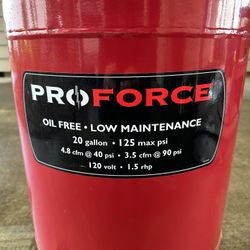 PROFORCE
OIL FREE • LOW MAINTENANCE
20 gallon • 125 max psi
4.8 cfm @ 40 psi • 3.5 cfm @ 90 psi
120 volt • 1.5 rhp